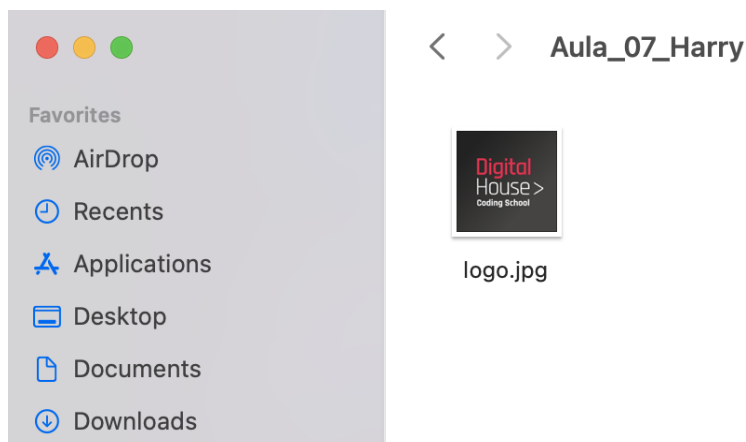 Aula_07_Harry
Favorites
AirDrop
Recents
Applications
Desktop
Documents
Downloads
Digital
House>
Coding School
logo.jpg